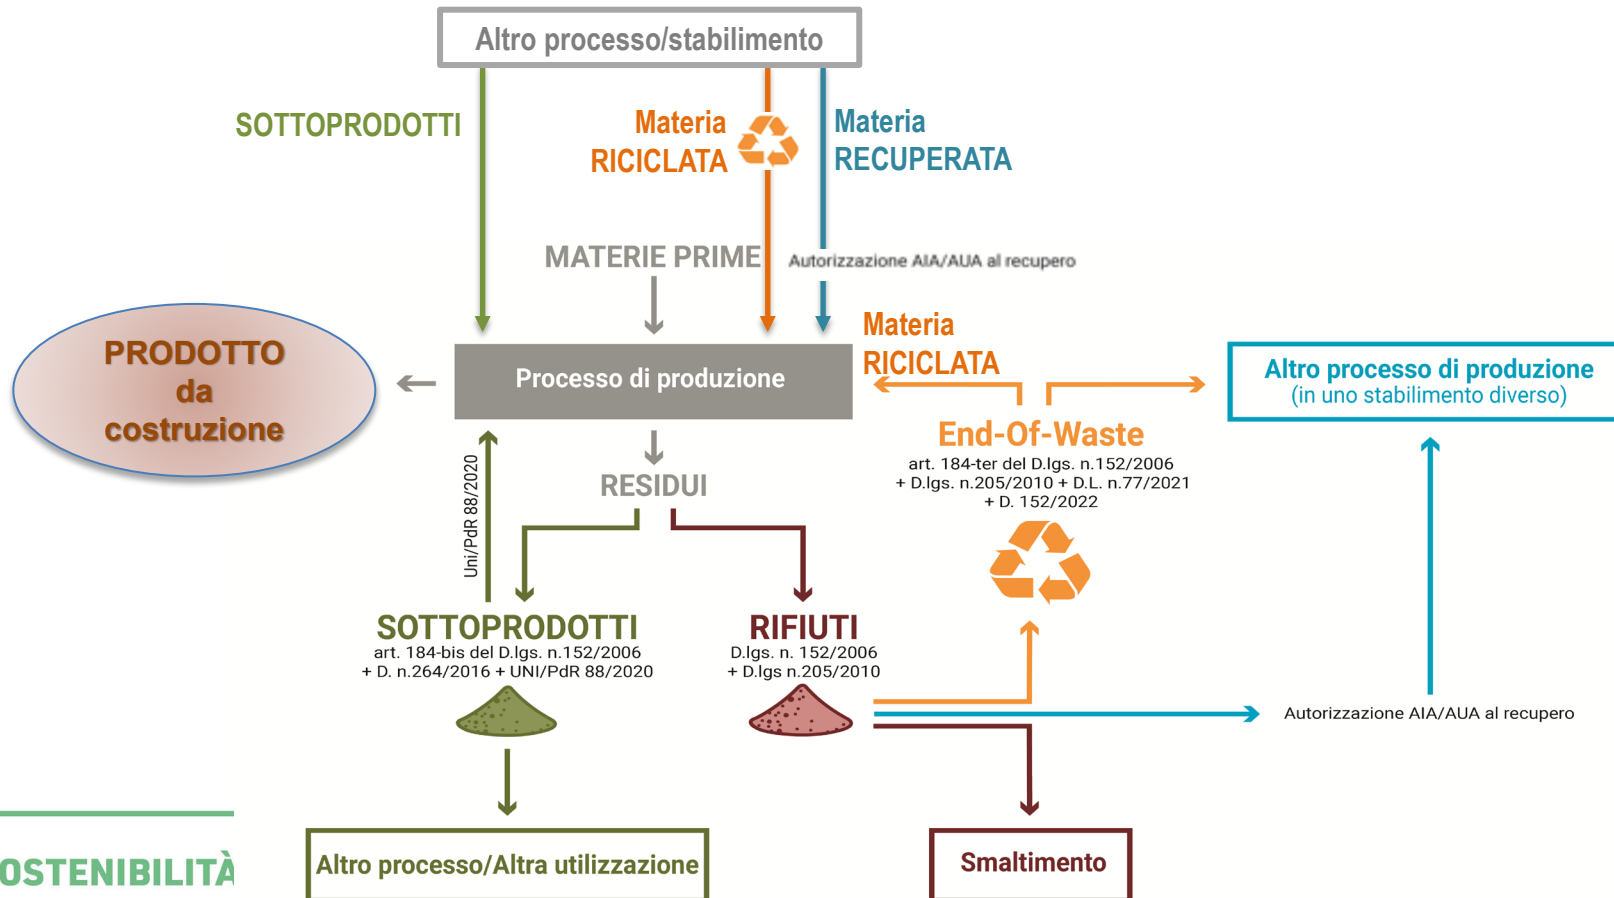 Altro processo/stabilimento
SOTTOPRODOTTI
Materia
RICICLATA
Materia
RECUPERATA
MATERIE PRIME
Autorizzazione AIA/AUA al recupero
PRODOTTO
da
costruzione
Processo di produzione
Materia
RICICLATA
Altro processo di produzione
(in uno stabilimento diverso)
End-Of-Waste
art. 184-ter del D.lgs. n.152/2006
+ D.lgs. n.205/2010 + D.L. n.77/2021
+ D. 152/2022
RESIDUI
Uni/PdR 88/2020
SOTTOPRODOTTI
art. 184-bis del D.lgs. n.152/2006
+ D. n.264/2016 + UNI/PdR 88/2020
RIFIUTI
D.lgs. n. 152/2006
+ D.lgs n.205/2010
Autorizzazione AIA/AUA al recupero
Altro processo/Altra utilizzazione
Smaltimento
OSTENIBILITÀ